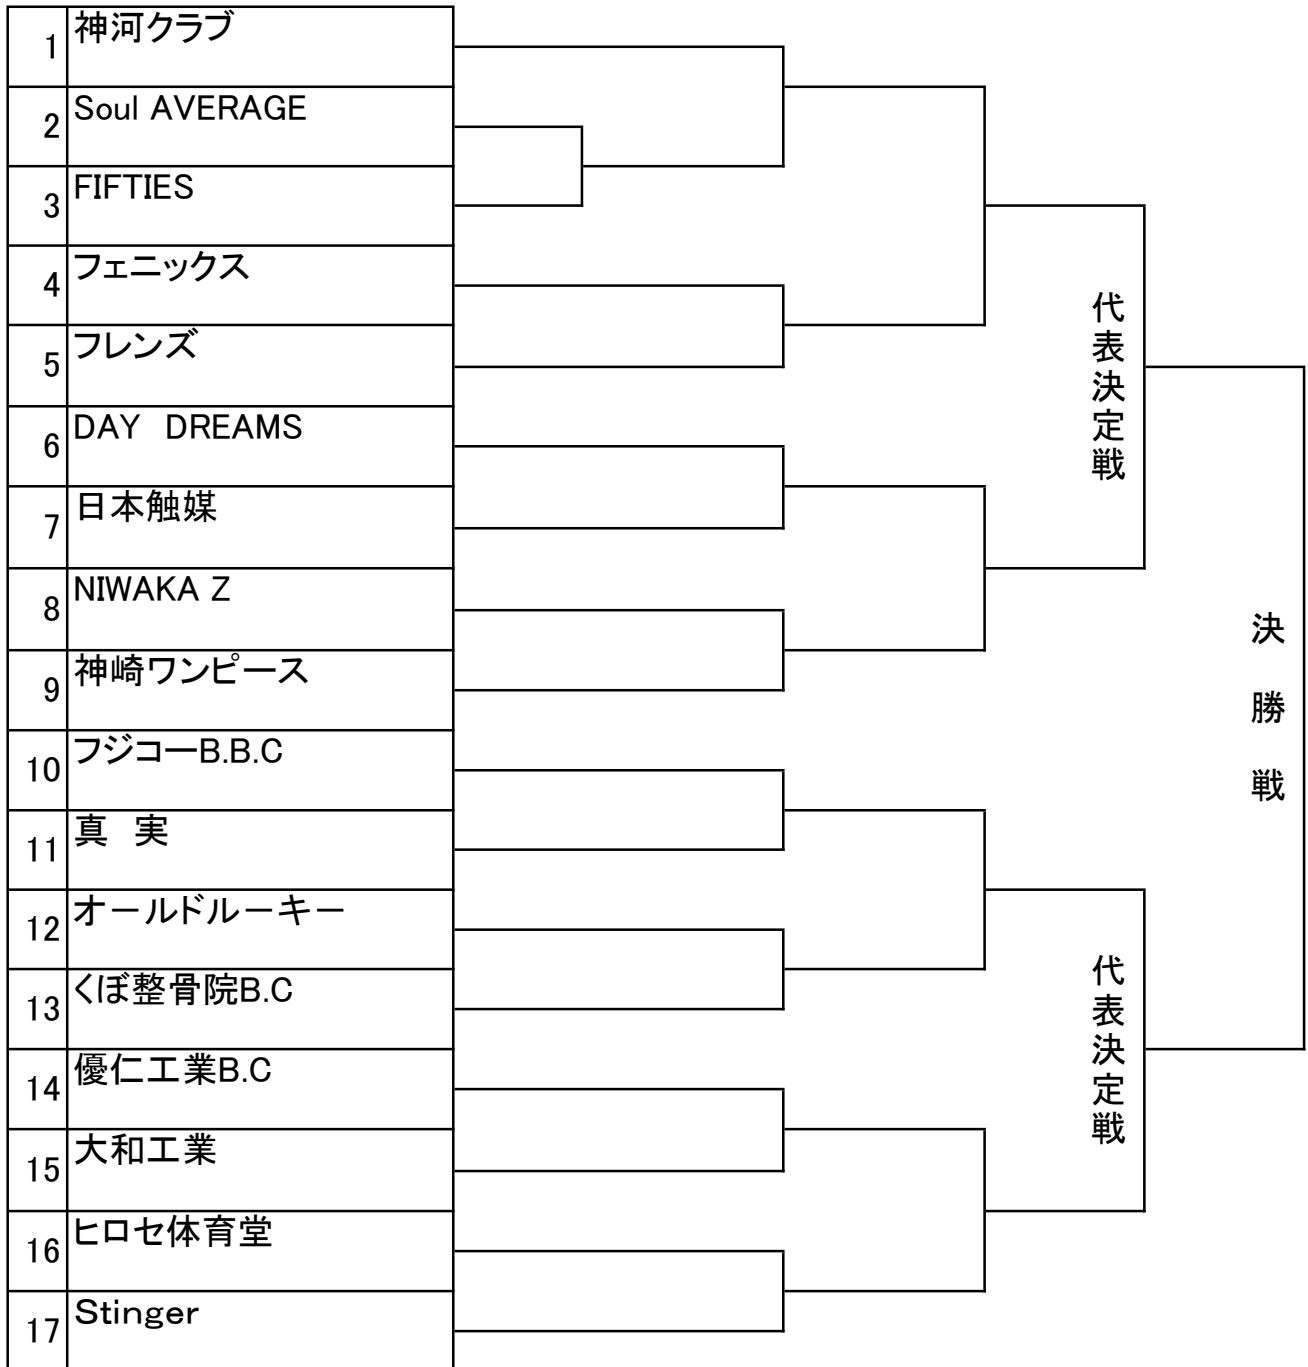 1 神河クラブ
2 Soul AVERAGE
3 FIFTIES
4 フェニックス
5 フレンズ
6 DAY　DREAMS
7 日本触媒
8 NIWAKA Z
9 神崎ワンピース
10 フジコーB.B.C
11 真　実
12 オールドルーキー
13 くぼ整骨院B.C
14 優仁工業B.C
15 大和工業
16 ヒロセ体育堂
17 Stinger
代表決定戦
代表決定戦
決勝戦